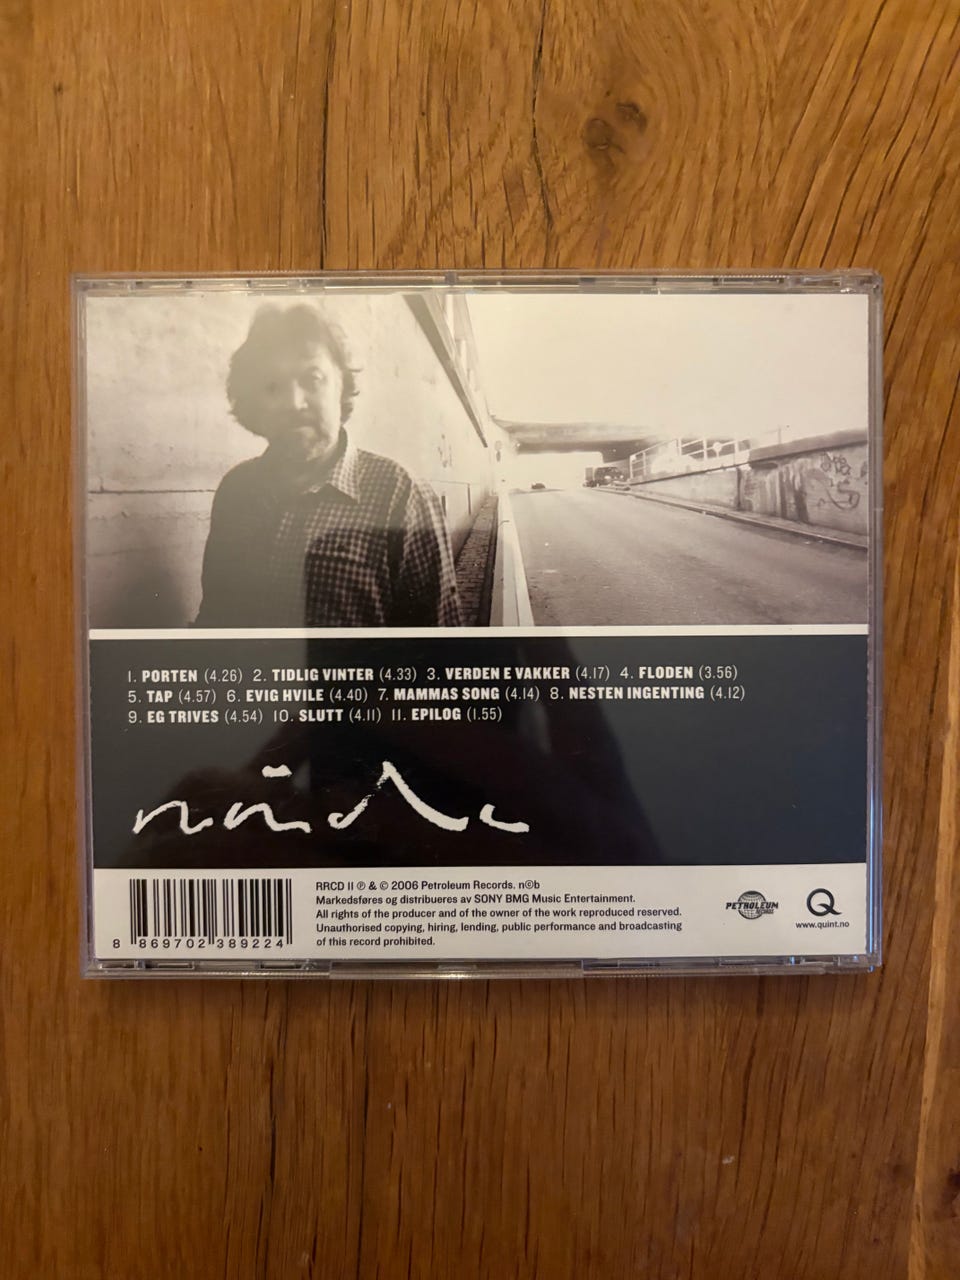 1. PORTEN (4.26) 2. TIDLIG VINTER (4.33) 3. VERDEN E VAKKER (4.17) 4. FLODEN (3.56)
5. TAP (4.57) 6. EVIG HVILE (4.40) 7. MAMMAS SONG (4.14) 8. NESTEN INGENTING (4.12)
9. EG TRIVES (4.54) 10. SLUTT (4.11) 11. EPILOG (1.55)
nåde
8 869702 389224
RRCD 11 ℗ & © 2006 Petroleum Records. n©b
Markedsføres og distribueres av SONY BMG Music Entertainment.
All rights of the producer and of the owner of the work reproduced reserved.
Unauthorised copying, hiring, lending, public performance and broadcasting
of this record prohibited.
PETROLEUM
RECORDS
Q
www.quint.no